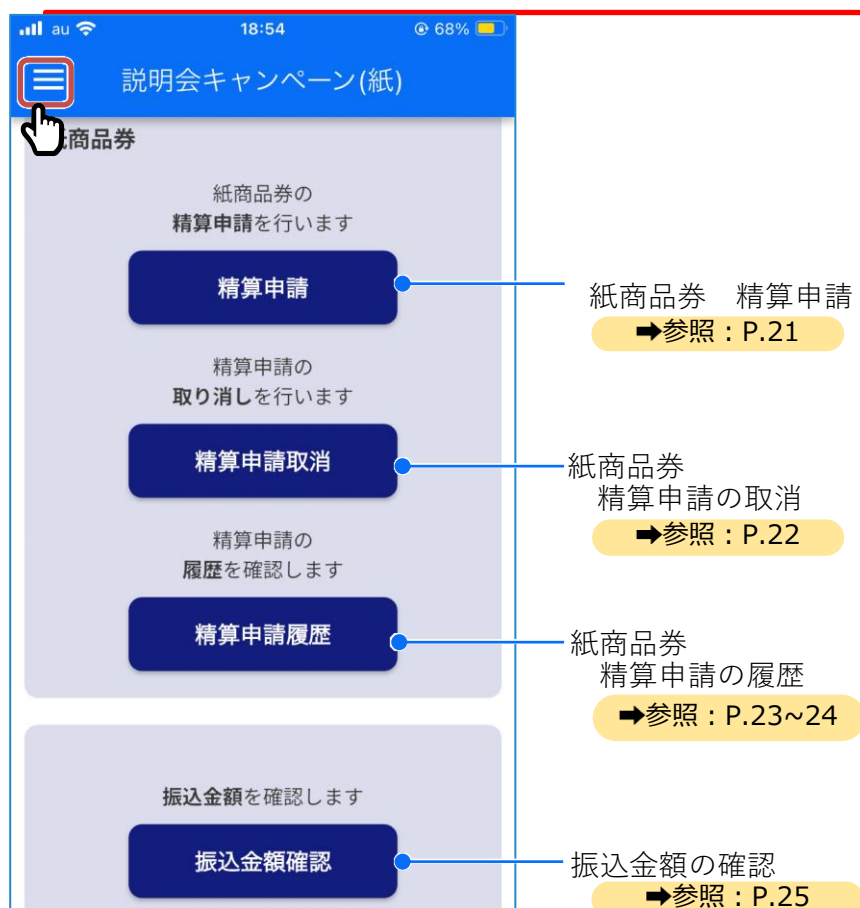 au 18:54 68%
説明会キャンペーン(紙)
商品券
紙商品券の
精算申請を行います
精算申請
紙商品券　精算申請
➡参照：P.21
精算申請の
取り消しを行います
精算申請取消
紙商品券
精算申請の取消
➡参照：P.22
精算申請の
履歴を確認します
精算申請履歴
紙商品券
精算申請の履歴
➡参照：P.23~24
振込金額を確認します
振込金額確認
振込金額の確認
➡参照：P.25